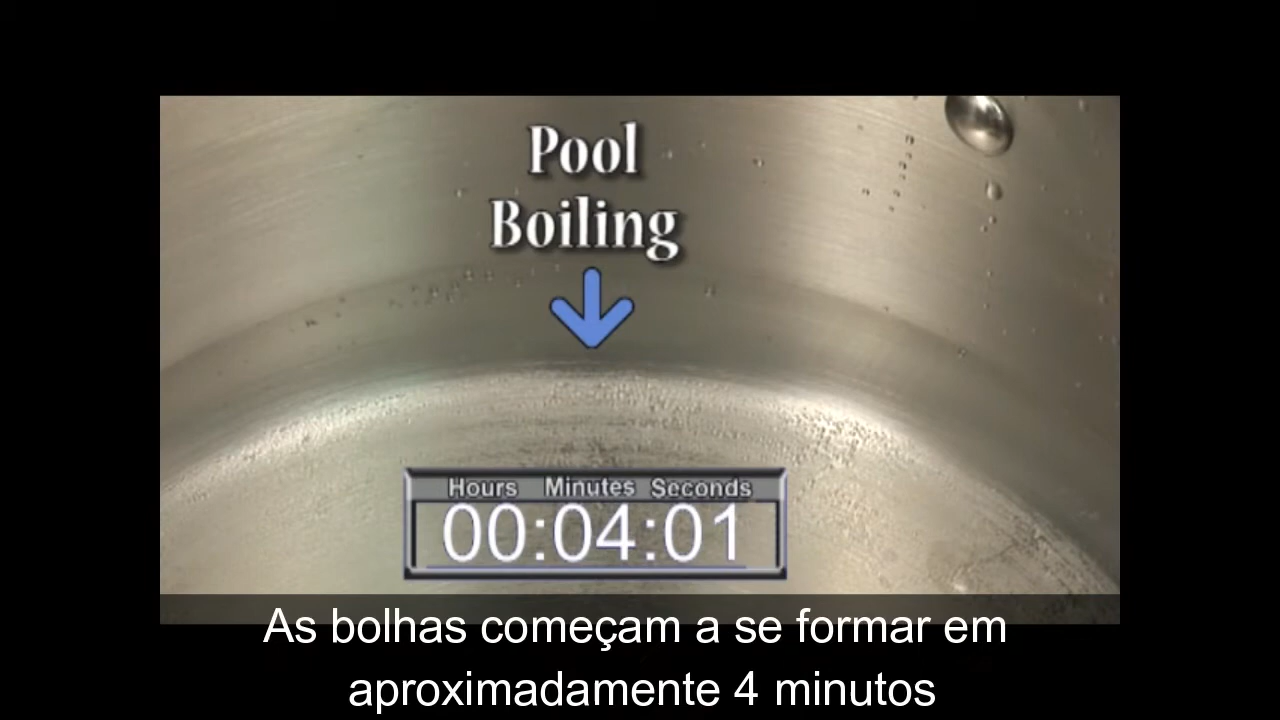 Pool
Boiling
Hours Minutes Seconds
00:04:01
As bolhas começam a se formar em
aproximadamente 4 minutos